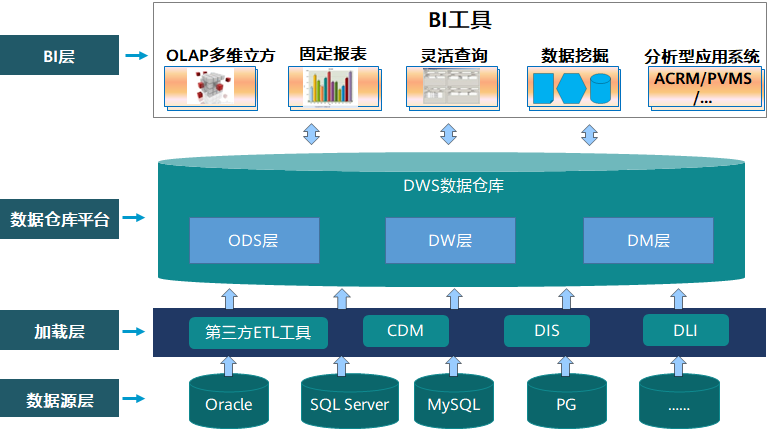 BI工具
BI层
OLAP多维立方
固定报表
灵活查询
数据挖掘
分析型应用系统
ACRM/PVMS
/...
DWS数据仓库
数据仓库平台
ODS层
DW层
DM层
加载层
第三方ETL工具
CDM
DIS
DLI
数据源层
Oracle
SQL Server
MySQL
PG
......